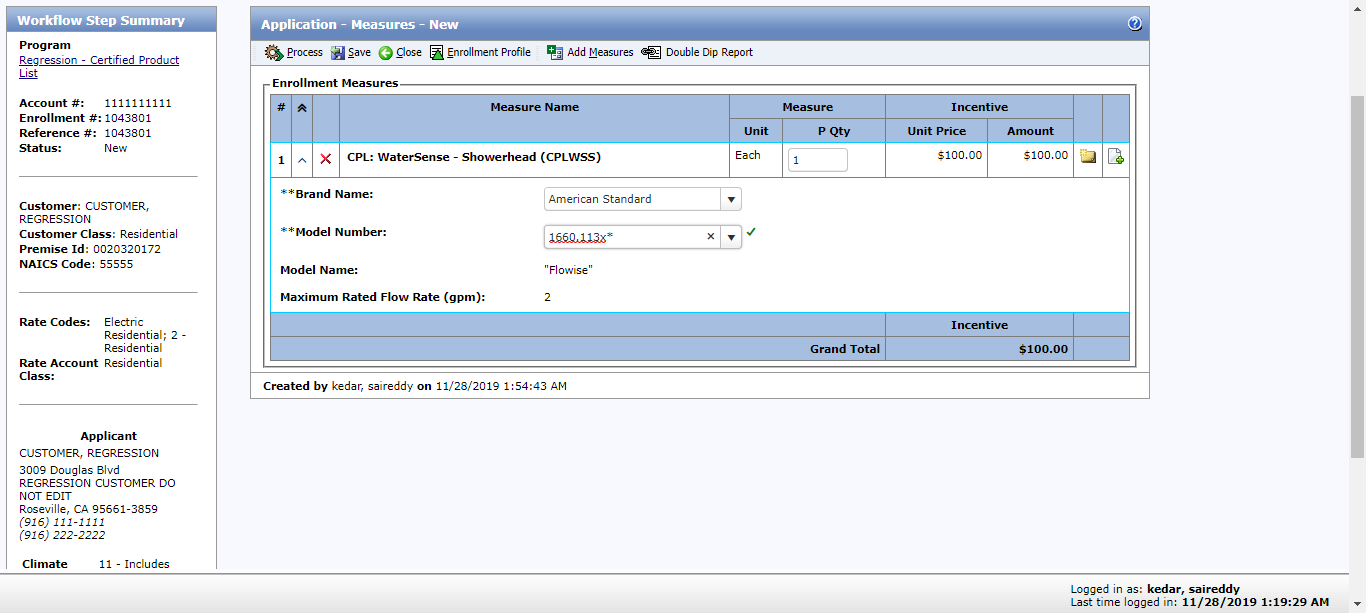 Workflow Step Summary
Program
Regression - Certified Product
List
Account #: 1111111111
Enrollment #: 1043801
Reference #: 1043801
Status: New
Customer: CUSTOMER,
REGRESSION
Customer Class: Residential
Premise Id: 0020320172
NAICS Code: 55555
Rate Codes: Electric
Residential; 2 -
Residential
Rate Account Residential
Class:
Applicant
CUSTOMER, REGRESSION
3009 Douglas Blvd
REGRESSION CUSTOMER DO
NOT EDIT
Roseville, CA 95661-3859
(916) 111-1111
(916) 222-2222
Climate 11 - Includes
Application - Measures - New
Process Save Close Enrollment Profile Add Measures Double Dip Report
Enrollment Measures
# Measure Name Measure Incentive
Unit P Qty Unit Price Amount
1 CPL: WaterSense - Showerhead (CPLWSS) Each 1 $100.00 $100.00
**Brand Name: American Standard
**Model Number: 1660.113x*
Model Name: "Flowise"
Maximum Rated Flow Rate (gpm): 2
Incentive
Grand Total $100.00
Created by kedar, saireddy on 11/28/2019 1:54:43 AM
Logged in as: kedar, saireddy
Last time logged in: 11/28/2019 1:19:29 AM